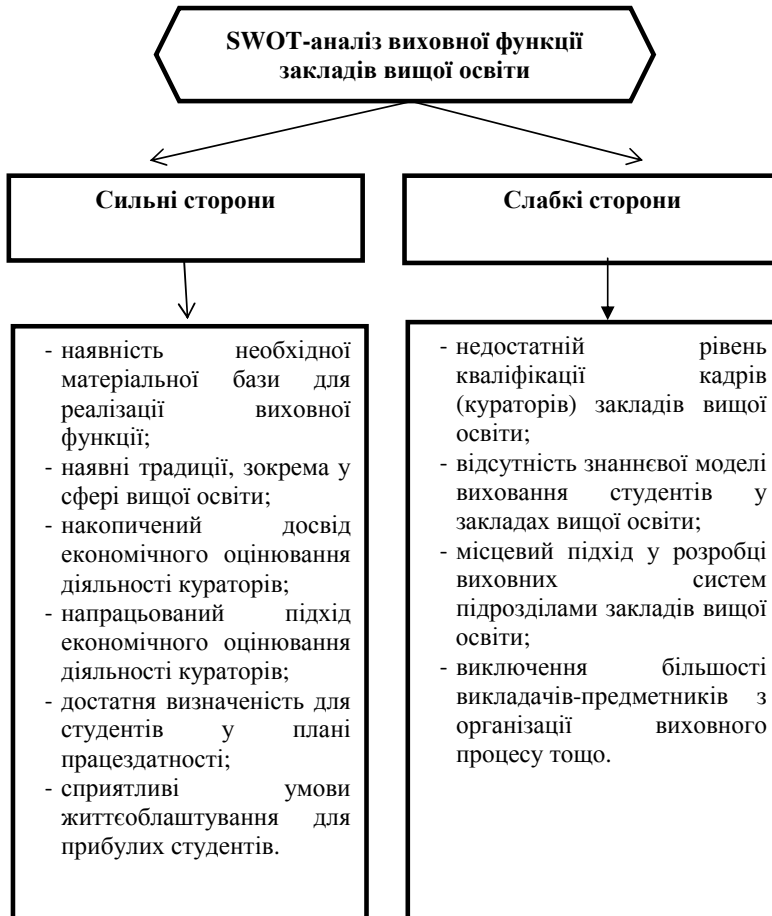 SWOT-аналіз виховної функції
закладів вищої освіти
Сильні сторони
Слабкі сторони
- наявність необхідної
матеріальної бази для
реалізації виховної
функції;
- наявні традиції, зокрема у
сфері вищої освіти;
- накопичений досвід
економічного оцінювання
діяльності кураторів;
- напрацьований підхід
економічного оцінювання
діяльності кураторів;
- достатня визначеність для
студентів у плані
працездатності;
- сприятливі умови
життєоблаштування для
прибулих студентів.
- недостатній рівень
кваліфікації кадрів
(кураторів) закладів вищої
освіти;
- відсутність знаннєвої моделі
виховання студентів у
закладах вищої освіти;
- місцевий підхід у розробці
виховних систем
підрозділами закладів вищої
освіти;
- виключення більшості
викладачів-предметників з
організації виховного
процесу тощо.